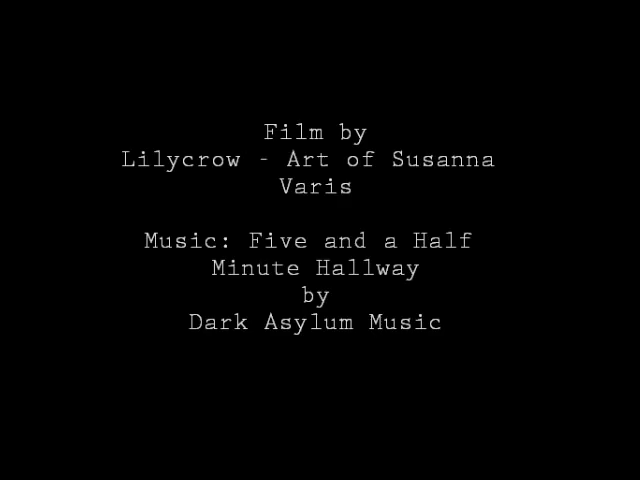 Film by
Lilycrow - Art of Susanna
Varis
Music: Five and a Half
Minute Hallway
by
Dark Asylum Music